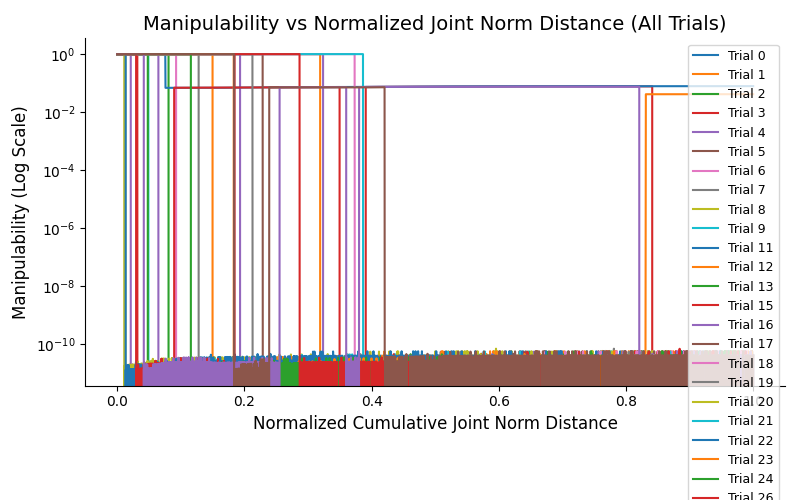 Manipulability vs Normalized Joint Norm Distance (All Trials)
Manipulability (Log Scale)
10⁰
10⁻²
10⁻⁴
10⁻⁶
10⁻⁸
10⁻¹⁰
0.0 0.2 0.4 0.6 0.8
Normalized Cumulative Joint Norm Distance
Trial 0
Trial 1
Trial 2
Trial 3
Trial 4
Trial 5
Trial 6
Trial 7
Trial 8
Trial 9
Trial 11
Trial 12
Trial 13
Trial 15
Trial 16
Trial 17
Trial 18
Trial 19
Trial 20
Trial 21
Trial 22
Trial 23
Trial 24
Trial 26